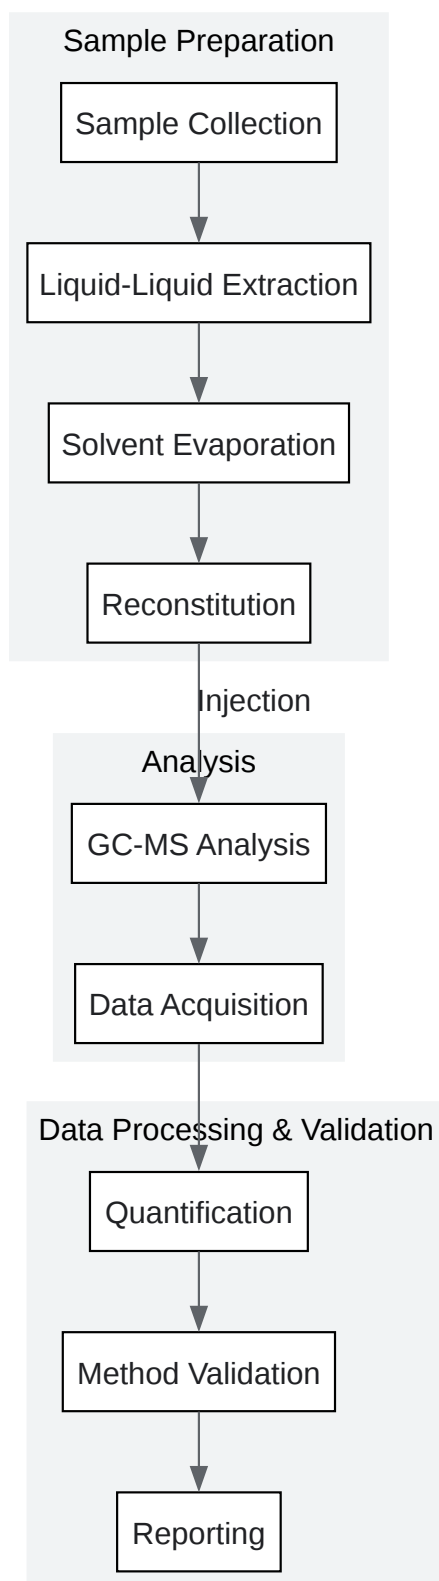 Sample Preparation
Sample Collection
Liquid-Liquid Extraction
Solvent Evaporation
Reconstitution
Injection
Analysis
GC-MS Analysis
Data Acquisition
Data Processing & Validation
Quantification
Method Validation
Reporting